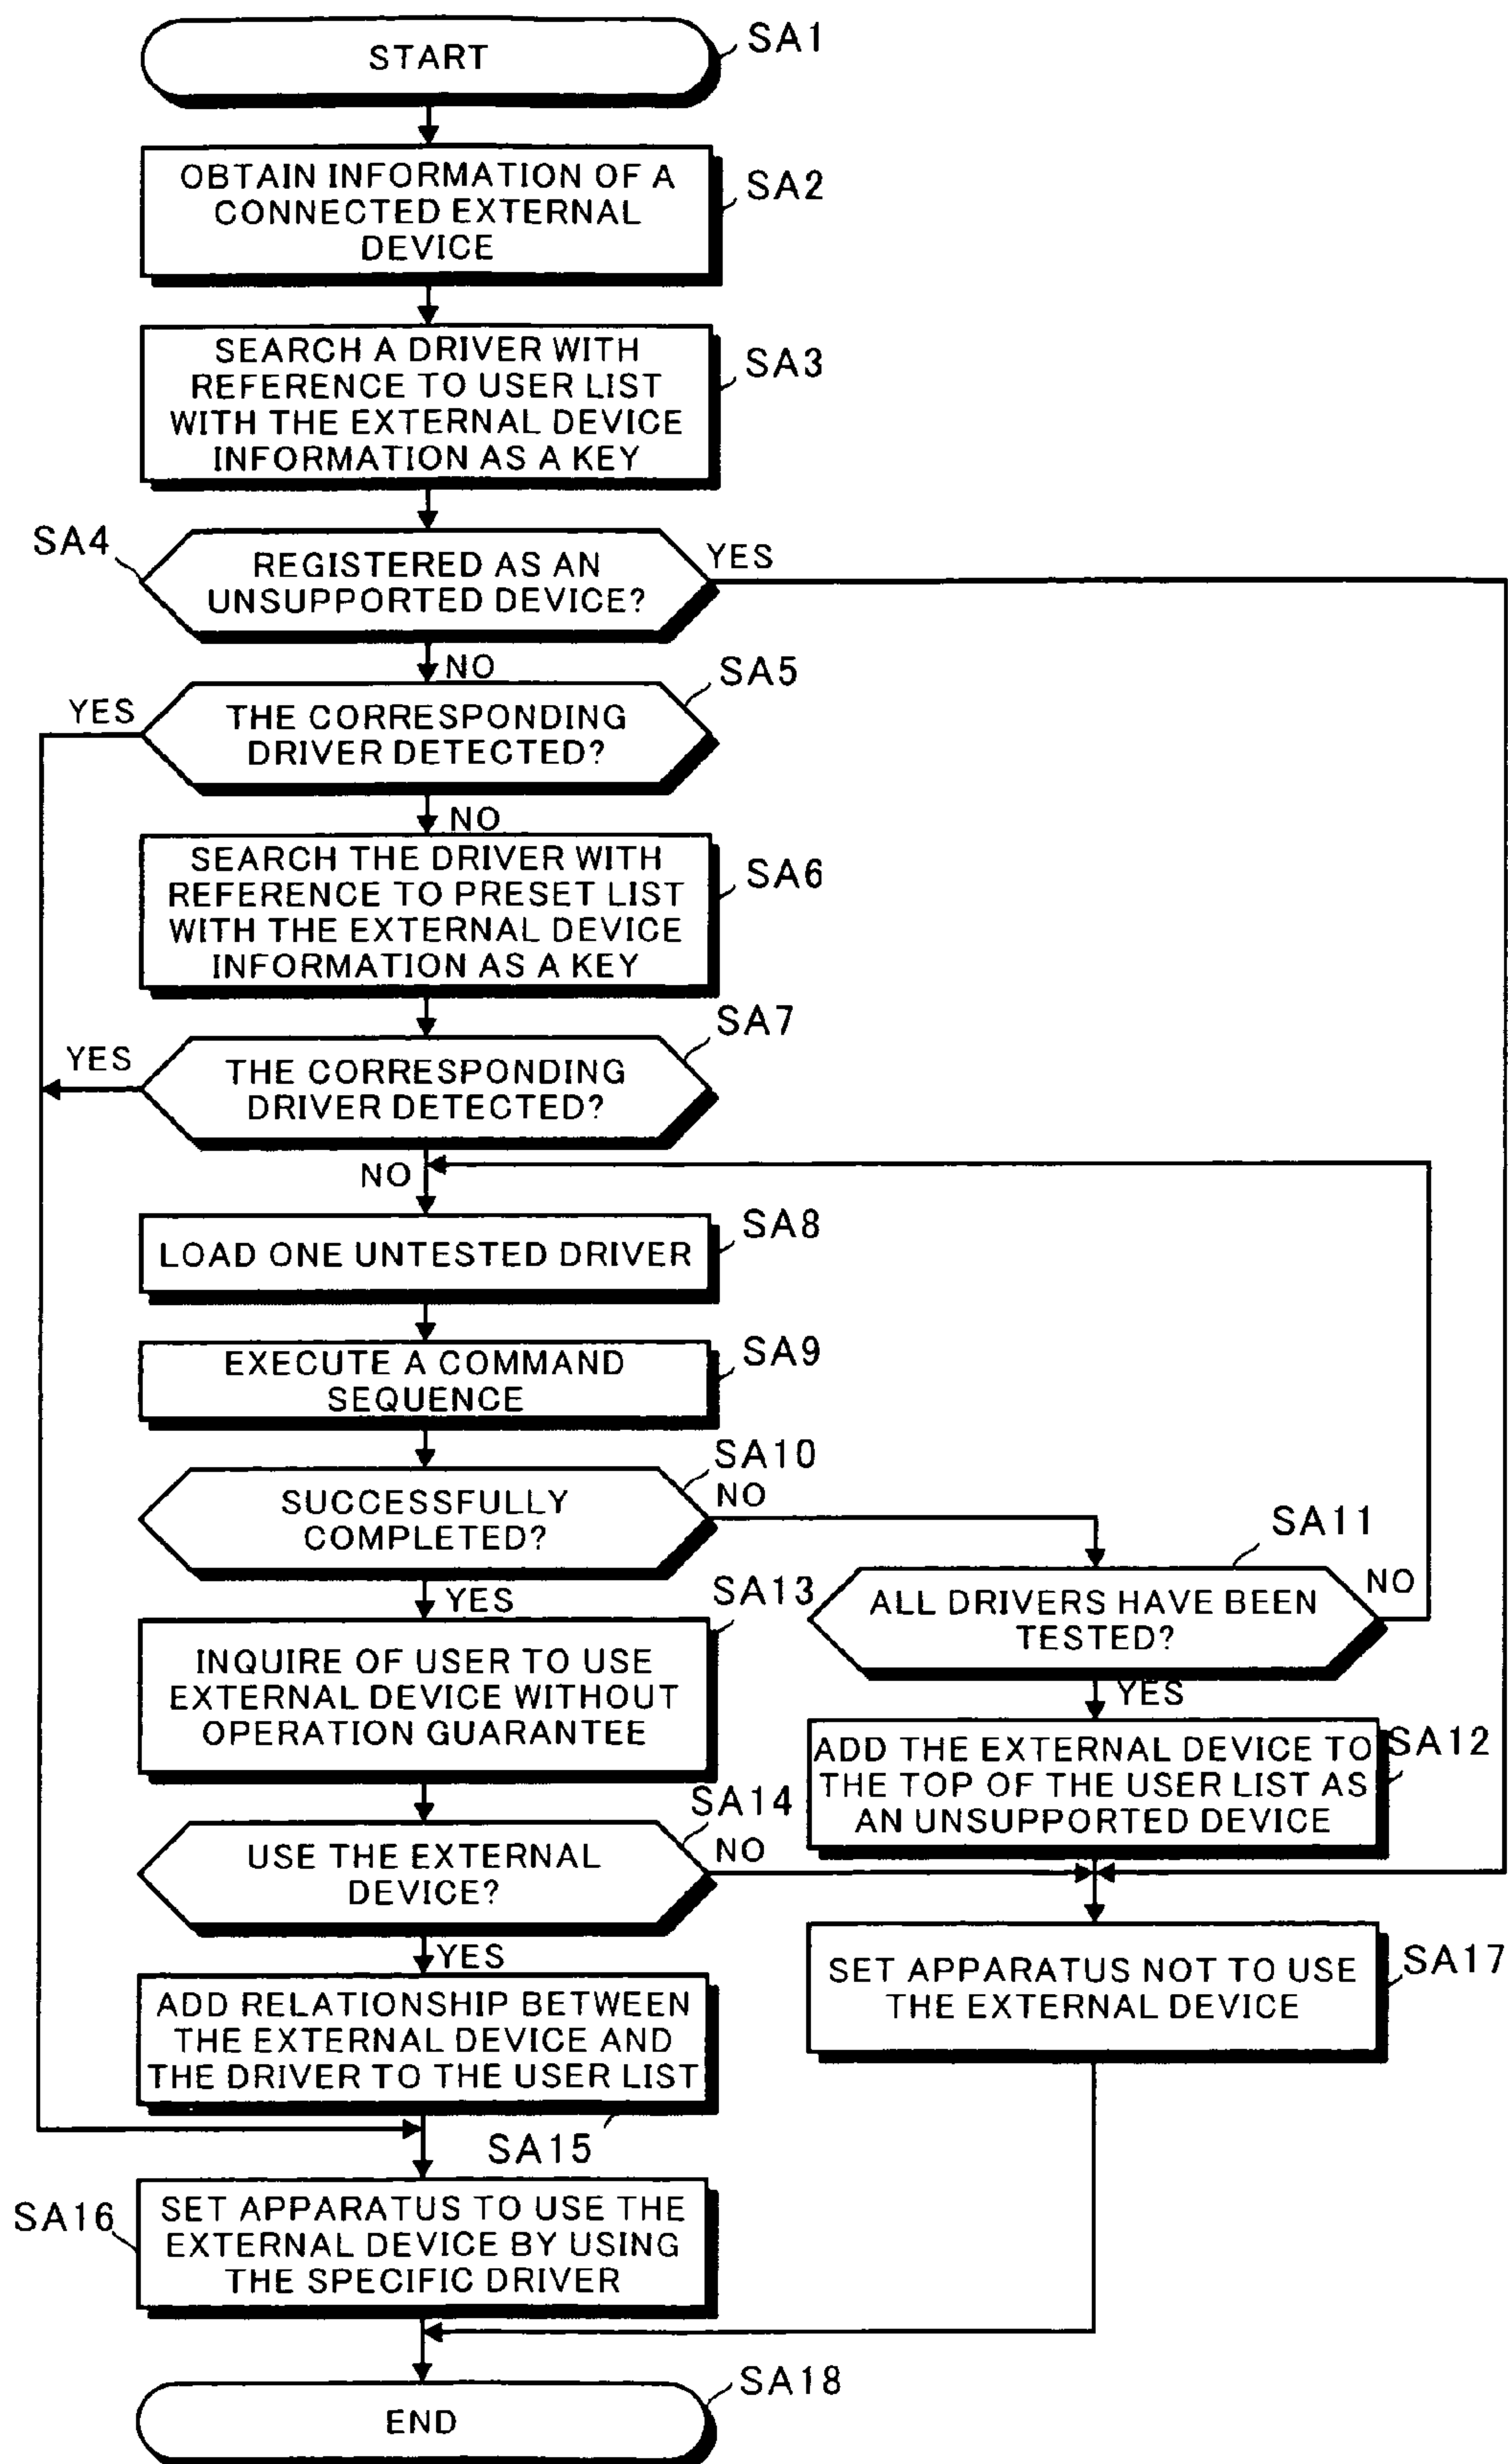 START
SA1
OBTAIN INFORMATION OF A
CONNECTED EXTERNAL
DEVICE
SA2
SEARCH A DRIVER WITH
REFERENCE TO USER LIST
WITH THE EXTERNAL DEVICE
INFORMATION AS A KEY
SA3
SA4
REGISTERED AS AN
UNSUPPORTED DEVICE?
YES
NO
SA5
YES
THE CORRESPONDING
DRIVER DETECTED?
NO
SEARCH THE DRIVER WITH
REFERENCE TO PRESET LIST
WITH THE EXTERNAL DEVICE
INFORMATION AS A KEY
SA6
SA7
YES
THE CORRESPONDING
DRIVER DETECTED?
NO
LOAD ONE UNTESTED DRIVER
SA8
EXECUTE A COMMAND
SEQUENCE
SA9
SA10
SUCCESSFULLY
COMPLETED?
NO
YES
SA11
ALL DRIVERS HAVE BEEN
TESTED?
NO
YES
SA13
INQUIRE OF USER TO USE
EXTERNAL DEVICE WITHOUT
OPERATION GUARANTEE
ADD THE EXTERNAL DEVICE TO
THE TOP OF THE USER LIST AS
AN UNSUPPORTED DEVICE
SA12
SA14
USE THE EXTERNAL
DEVICE?
NO
YES
SET APPARATUS NOT TO USE
THE EXTERNAL DEVICE
SA17
ADD RELATIONSHIP BETWEEN
THE EXTERNAL DEVICE AND
THE DRIVER TO THE USER LIST
SA15
SA16
SET APPARATUS TO USE THE
EXTERNAL DEVICE BY USING
THE SPECIFIC DRIVER
SA18
END